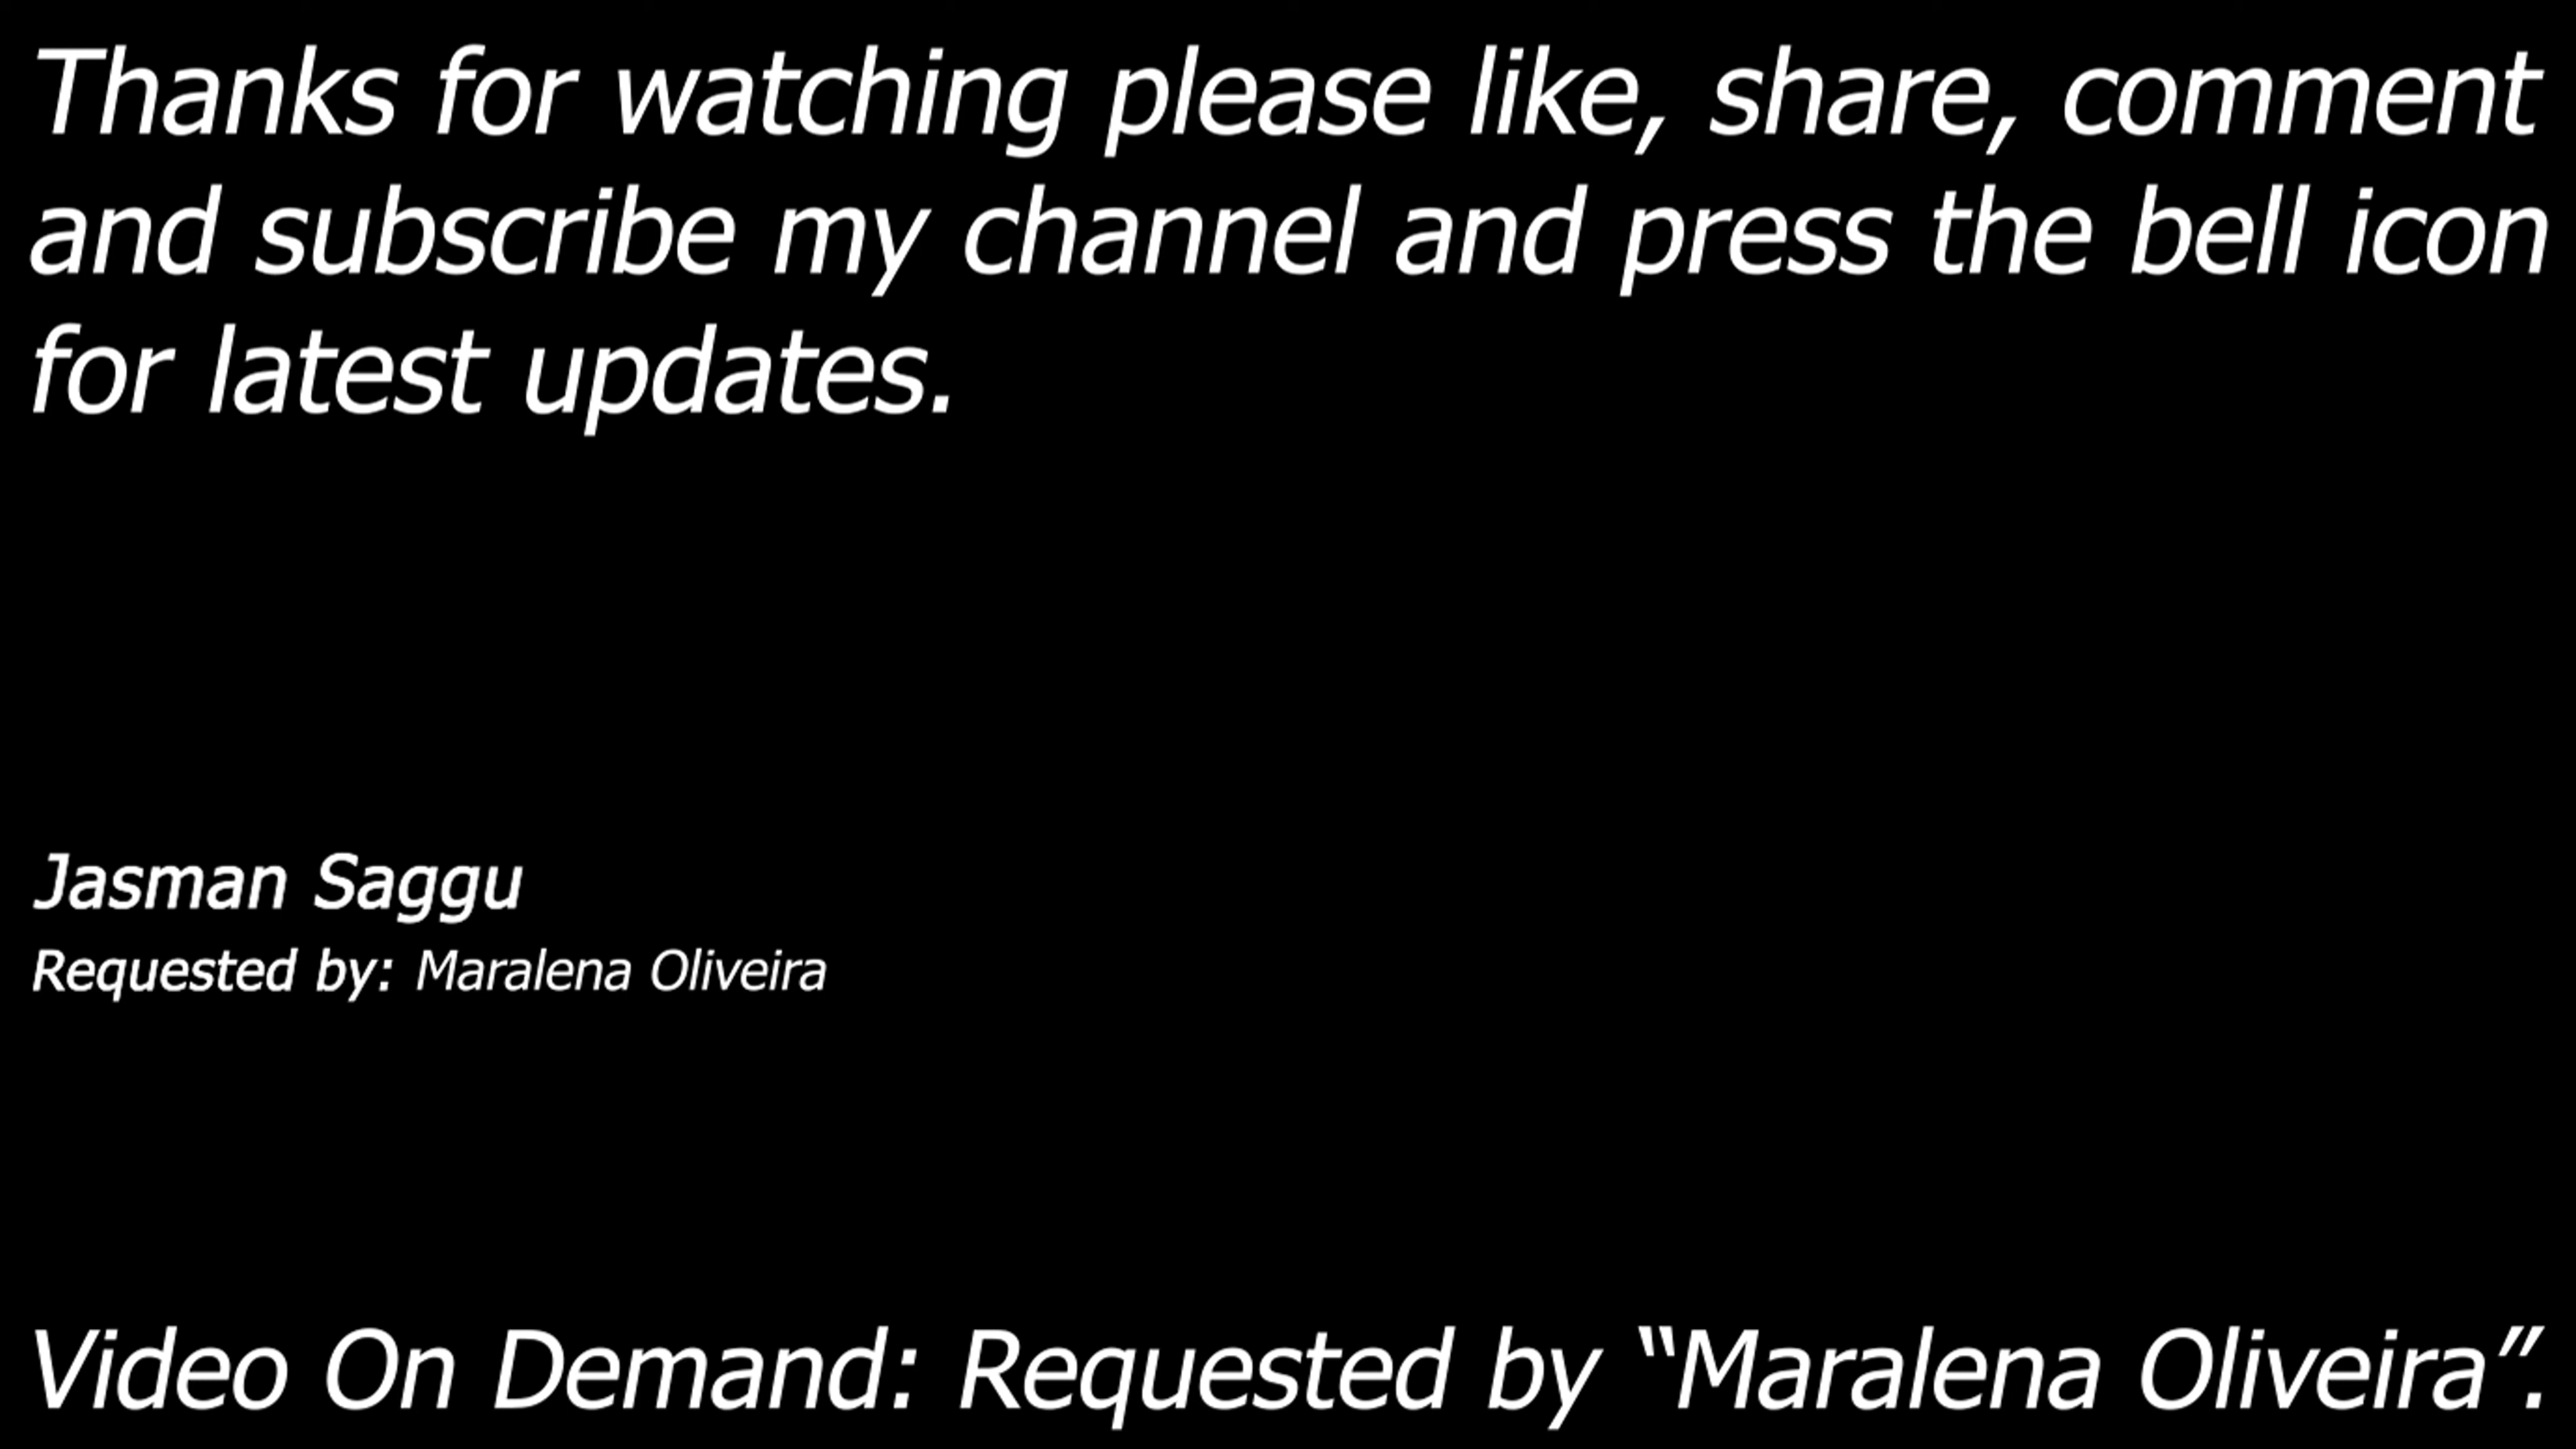 Thanks for watching please like, share, comment
and subscribe my channel and press the bell icon
for latest updates.
Jasman Saggu
Requested by: Maralena Oliveira
Video On Demand: Requested by “Maralena Oliveira”.